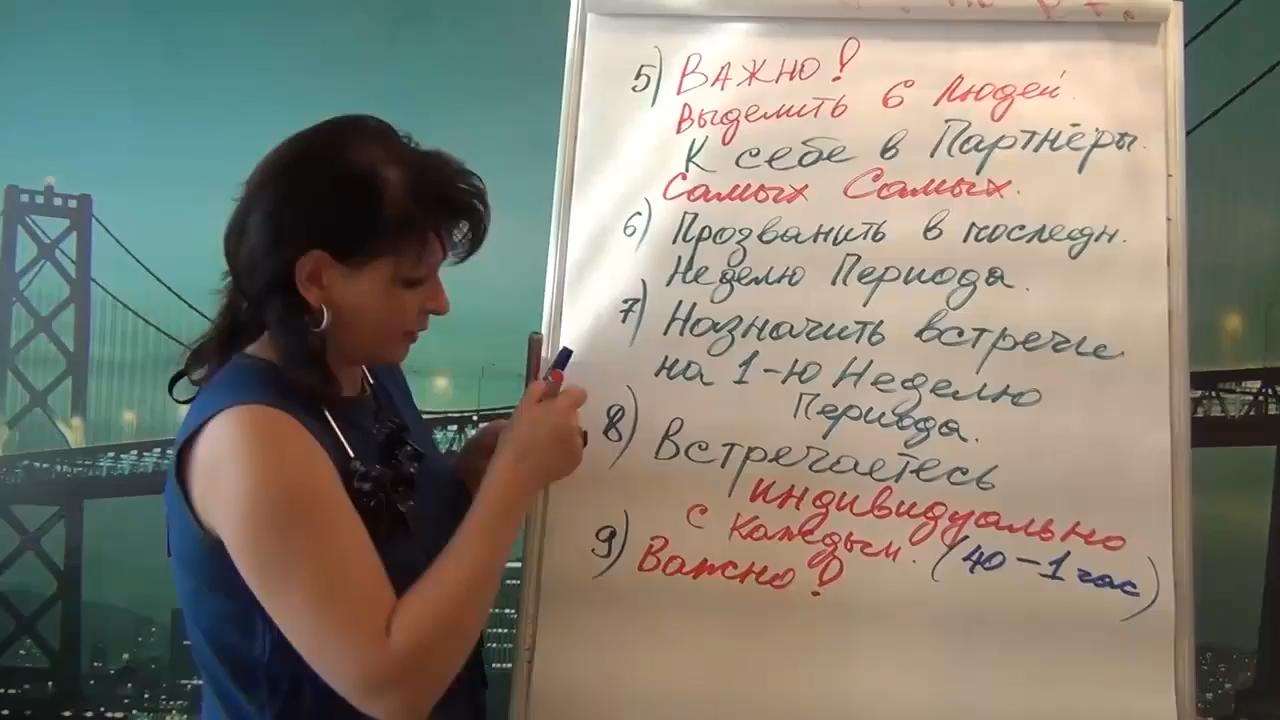 5) Важно!
Выделить 6 людей.
К себе в Партнёры.
Самых Самых.
6) Прозванить в последн.
Неделю Периода.
7) Назначить встречи
на 1-ю Неделю
Периода.
8) Встречаетесь
индивидуально
с каждым. (40-1 час)
9) Важно!